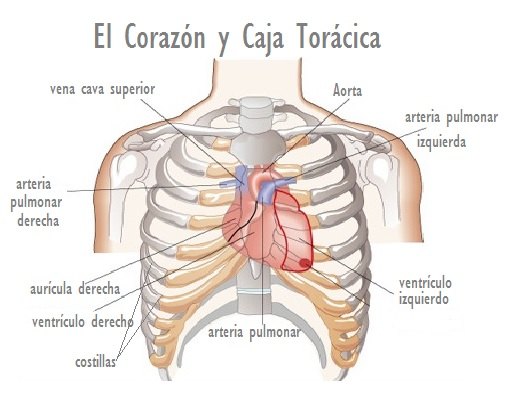 El Corazón y Caja Torácica
vena cava superior
Aorta
arteria pulmonar
izquierda
arteria
pulmonar
derecha
aurícula derecha
ventrículo
izquierdo
ventrículo derecho
arteria pulmonar
costillas